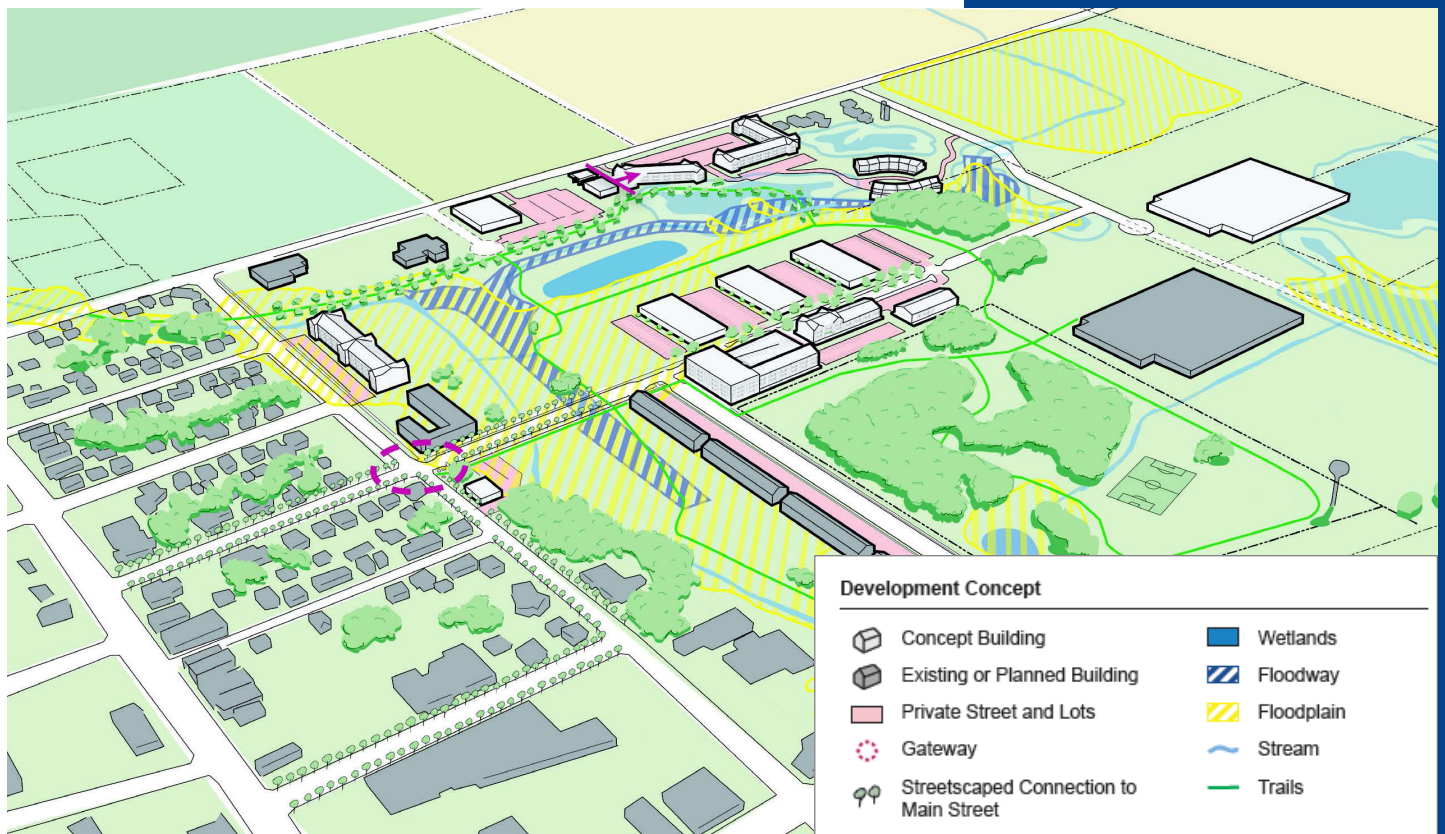 Development Concept
Concept Building
Existing or Planned Building
Private Street and Lots
Gateway
Streetscaped Connection to
Main Street
Wetlands
Floodway
Floodplain
Stream
Trails